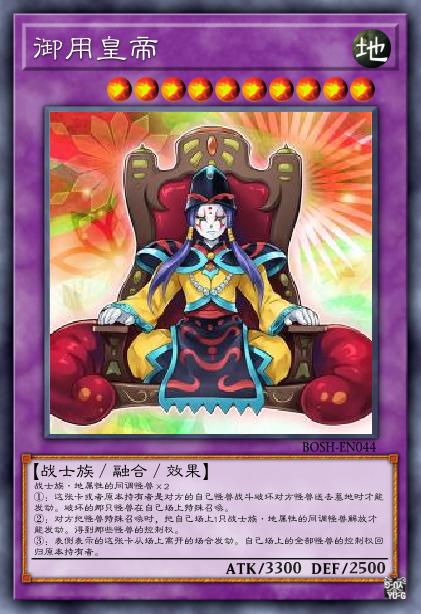 御用皇帝
地
BOSH-EN044
【战士族／融合／效果】
战士族·地属性的同调怪兽×2
①：这张卡或者原本持有者是对方的自己怪兽战斗破坏对方怪兽送去墓地时才能
发动。破坏的那只怪兽在自己场上特殊召唤。
②：对方把怪兽特殊召唤时，把自己场上1只战士族·地属性的同调怪兽解放才
能发动。得到那些怪兽的控制权。
③：表侧表示的这张卡从场上离开的场合发动。自己场上的全部怪兽的控制权回
归原本持有者。
ATK/3300 DEF/2500